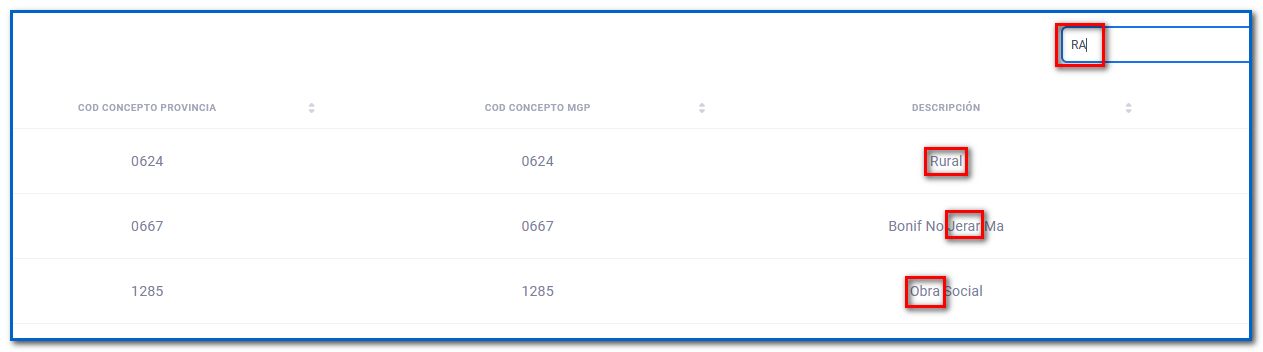 RA
COD CONCEPTO PROVINCIA COD CONCEPTO MGP DESCRIPCIÓN
0624 0624 Rural
0667 0667 Bonif No Jerar Ma
1285 1285 Obra Social